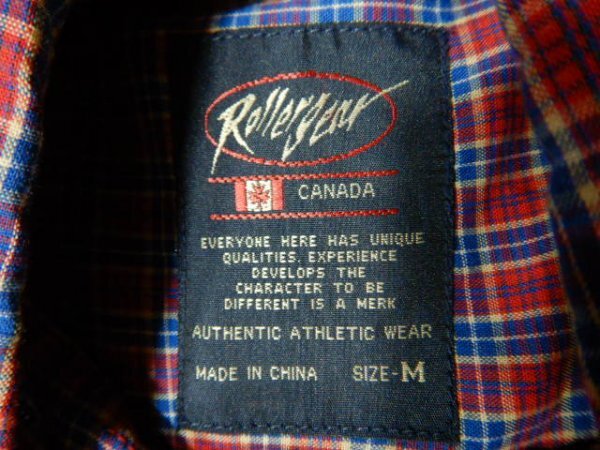 Rollergear
CANADA
EVERYONE HERE HAS UNIQUE
QUALITIES. EXPERIENCE
DEVELOPS THE
CHARACTER TO BE
DIFFERENT IS A MERK
AUTHENTIC ATHLETIC WEAR
MADE IN CHINA SIZE-M